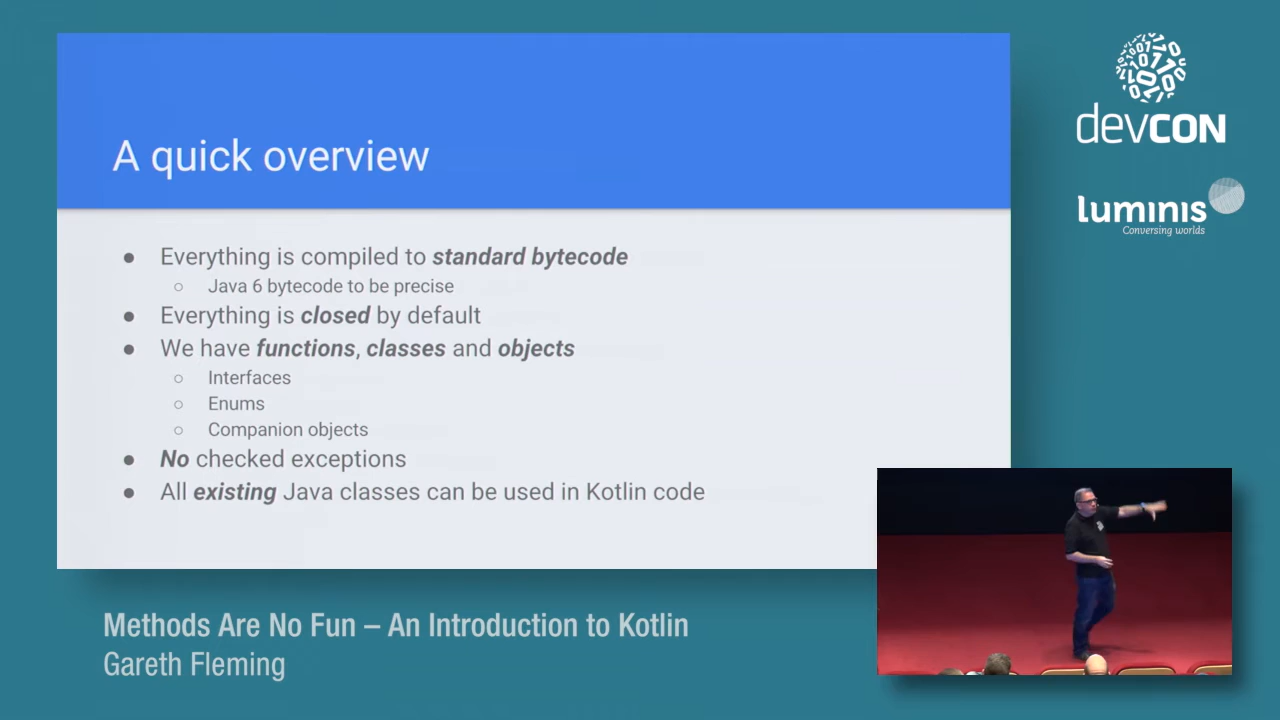 A quick overview
● Everything is compiled to standard bytecode
○ Java 6 bytecode to be precise
● Everything is closed by default
● We have functions, classes and objects
○ Interfaces
○ Enums
○ Companion objects
● No checked exceptions
● All existing Java classes can be used in Kotlin code
devCON
luminis
Conversing worlds
Methods Are No Fun – An Introduction to Kotlin
Gareth Fleming